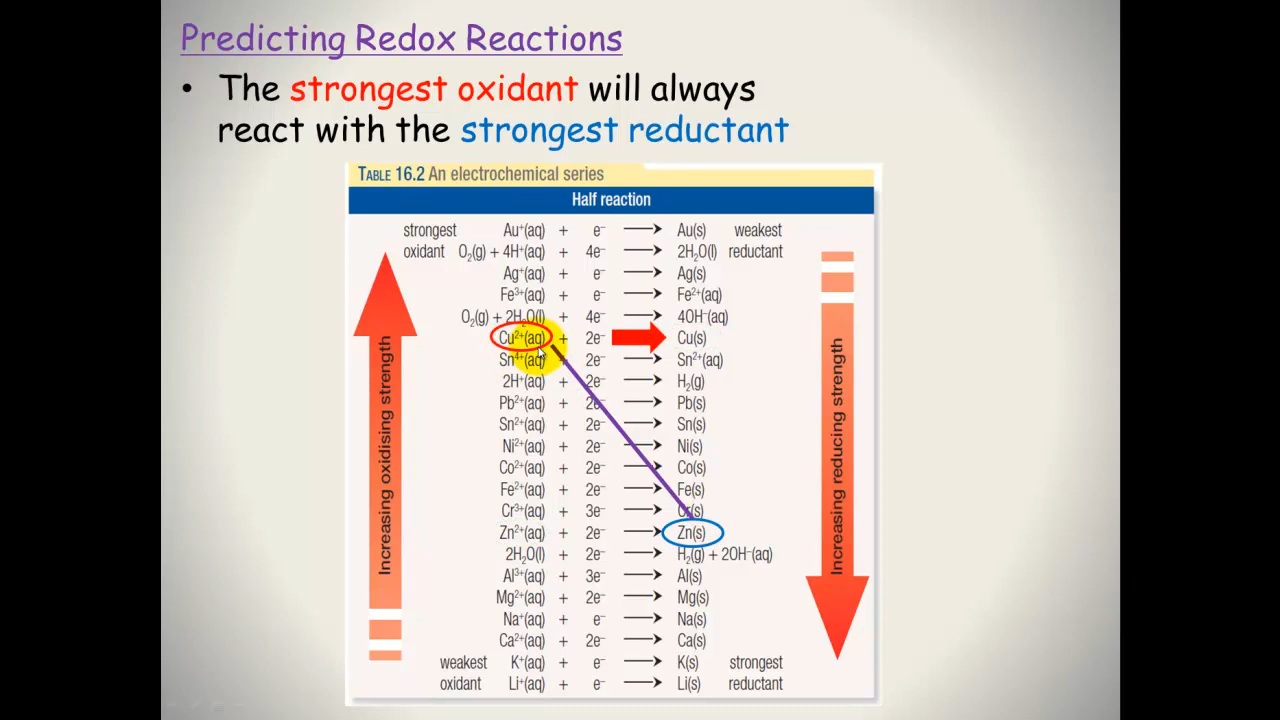 Predicting Redox Reactions
• The strongest oxidant will always
react with the strongest reductant
TABLE 16.2 An electrochemical series
Half reaction
strongest Au⁺(aq) + e⁻ → Au(s) weakest
oxidant O₂(g) + 4H⁺(aq) + 4e⁻ → 2H₂O(l) reductant
Ag⁺(aq) + e⁻ → Ag(s)
Fe³⁺(aq) + e⁻ → Fe²⁺(aq)
O₂(g) + 2H₂O(l) + 4e⁻ → 4OH⁻(aq)
Cu²⁺(aq) + 2e⁻ → Cu(s)
Sn⁴⁺(aq) + 2e⁻ → Sn²⁺(aq)
2H⁺(aq) + 2e⁻ → H₂(g)
Pb²⁺(aq) + 2e⁻ → Pb(s)
Sn²⁺(aq) + 2e⁻ → Sn(s)
Ni²⁺(aq) + 2e⁻ → Ni(s)
Co²⁺(aq) + 2e⁻ → Co(s)
Fe²⁺(aq) + 2e⁻ → Fe(s)
Cr³⁺(aq) + 3e⁻ → Cr(s)
Zn²⁺(aq) + 2e⁻ → Zn(s)
2H₂O(l) + 2e⁻ → H₂(g) + 2OH⁻(aq)
Al³⁺(aq) + 3e⁻ → Al(s)
Mg²⁺(aq) + 2e⁻ → Mg(s)
Na⁺(aq) + e⁻ → Na(s)
Ca²⁺(aq) + 2e⁻ → Ca(s)
weakest K⁺(aq) + e⁻ → K(s) strongest
oxidant Li⁺(aq) + e⁻ → Li(s) reductant
Increasing oxidising strength
Increasing reducing strength